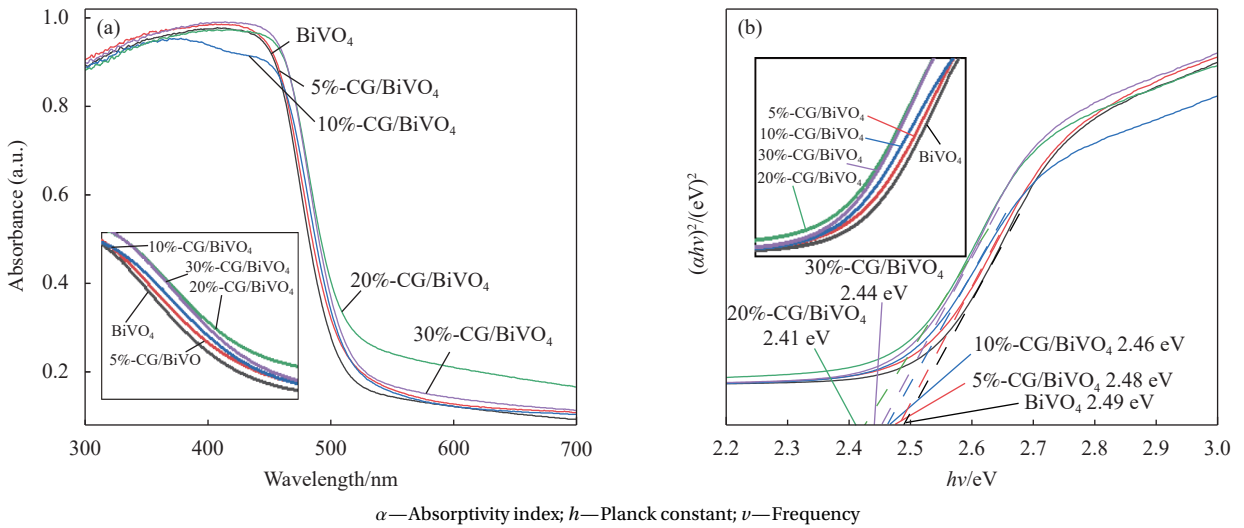 (a)
BiVO₄
5%-CG/BiVO₄
10%-CG/BiVO₄
20%-CG/BiVO₄
30%-CG/BiVO₄
10%-CG/BiVO₄
30%-CG/BiVO₄
20%-CG/BiVO₄
BiVO₄
5%-CG/BiVO
Absorbance (a.u.)
1.0
0.8
0.6
0.4
0.2
300
400
500
600
700
Wavelength/nm
(b)
5%-CG/BiVO₄
10%-CG/BiVO₄
BiVO₄
30%-CG/BiVO₄
20%-CG/BiVO₄
30%-CG/BiVO₄
2.44 eV
20%-CG/BiVO₄
2.41 eV
10%-CG/BiVO₄ 2.46 eV
5%-CG/BiVO₄ 2.48 eV
BiVO₄ 2.49 eV
(αhν)²/(eV)²
2.2
2.3
2.4
2.5
2.6
2.7
2.8
2.9
3.0
hν/eV
α—Absorptivity index; h—Planck constant; ν—Frequency